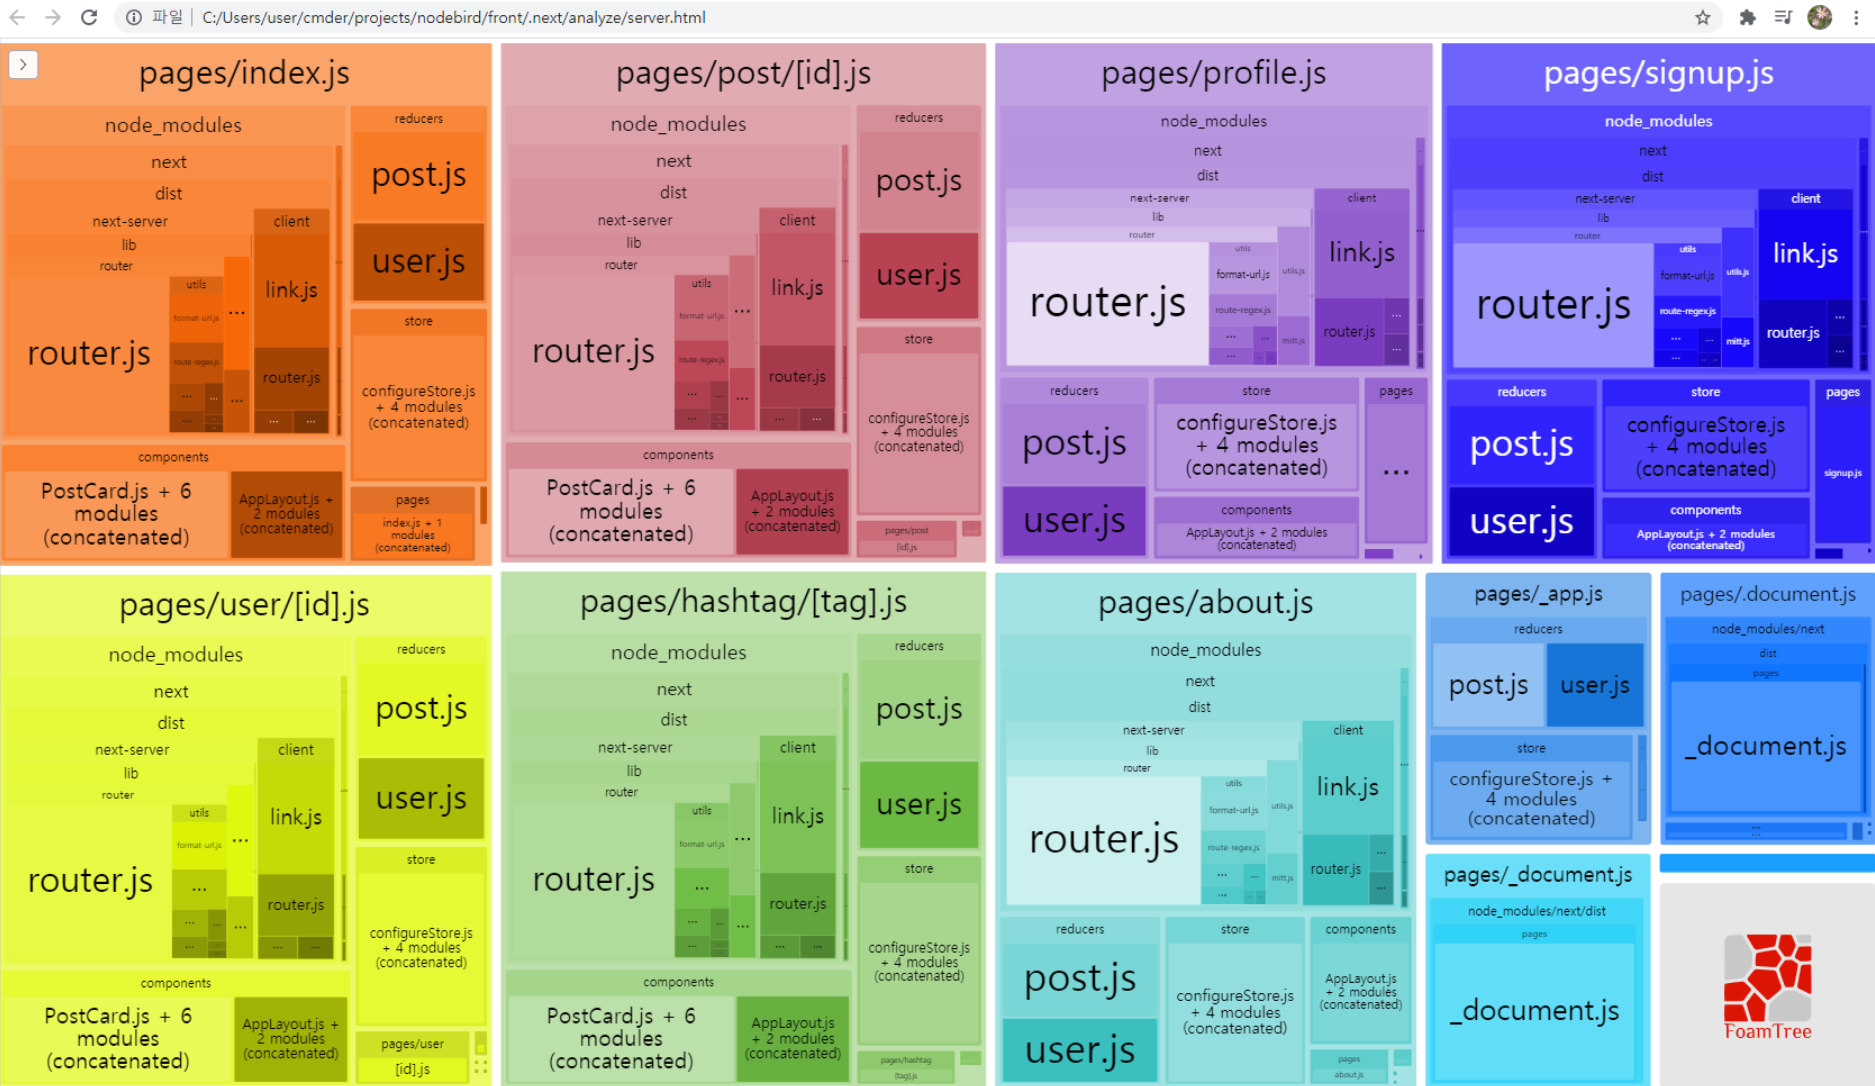 파일 | C:/Users/user/cmder/projects/nodebird/front/.next/analyze/server.html
pages/index.js
node_modules
next
dist
next-server
lib
router
router.js
utils
format-url.js
route-regex.js
...
...
...
...
...
client
link.js
router.js
...
...
reducers
post.js
user.js
store
configureStore.js
+ 4 modules
(concatenated)
components
PostCard.js + 6
modules
(concatenated)
AppLayout.js +
2 modules
(concatenated)
pages
index.js + 1
modules
(concatenated)
pages/post/[id].js
node_modules
next
dist
next-server
lib
router
router.js
utils
format-url.js
route-regex.js
...
...
...
...
...
...
client
link.js
router.js
...
...
reducers
post.js
user.js
store
configureStore.js
+ 4 modules
(concatenated)
components
PostCard.js + 6
modules
(concatenated)
AppLayout.js
+ 2 modules
(concatenated)
pages/post
[id].js
pages/profile.js
node_modules
next
dist
next-server
lib
router
router.js
utils
format-url.js
route-regex.js
...
...
...
utils.js
mitt.js
client
link.js
router.js
...
...
reducers
post.js
user.js
store
configureStore.js
+ 4 modules
(concatenated)
components
AppLayout.js + 2 modules
(concatenated)
pages
...
pages/signup.js
node_modules
next
dist
next-server
lib
router
router.js
utils
format-url.js
route-regex.js
...
...
...
utils.js
mitt.js
client
link.js
router.js
...
...
reducers
post.js
user.js
store
configureStore.js
+ 4 modules
(concatenated)
components
AppLayout.js + 2 modules
(concatenated)
pages
signup.js
pages/user/[id].js
node_modules
next
dist
next-server
lib
router
router.js
utils
format-url.js
...
...
...
...
...
...
client
link.js
router.js
...
...
reducers
post.js
user.js
store
configureStore.js
+ 4 modules
(concatenated)
components
PostCard.js + 6
modules
(concatenated)
AppLayout.js +
2 modules
(concatenated)
pages/user
[id].js
pages/hashtag/[tag].js
node_modules
next
dist
next-server
lib
router
router.js
utils
format-url.js
...
...
...
...
...
...
client
link.js
router.js
...
...
reducers
post.js
user.js
store
configureStore.js
+ 4 modules
(concatenated)
components
PostCard.js + 6
modules
(concatenated)
AppLayout.js
+ 2 modules
(concatenated)
pages/hashtag
[tag].js
pages/about.js
node_modules
next
dist
next-server
lib
router
router.js
utils
format-url.js
route-regex.js
...
...
...
utils.js
mitt.js
client
link.js
router.js
...
...
reducers
post.js
user.js
store
configureStore.js
+ 4 modules
(concatenated)
components
AppLayout.js
+ 2 modules
(concatenated)
pages
about.js
pages/_app.js
reducers
post.js
user.js
store
configureStore.js +
4 modules
(concatenated)
pages/.document.js
node_modules/next
dist
pages
_document.js
pages/_document.js
node_modules/next/dist
pages
_document.js
FoamTree